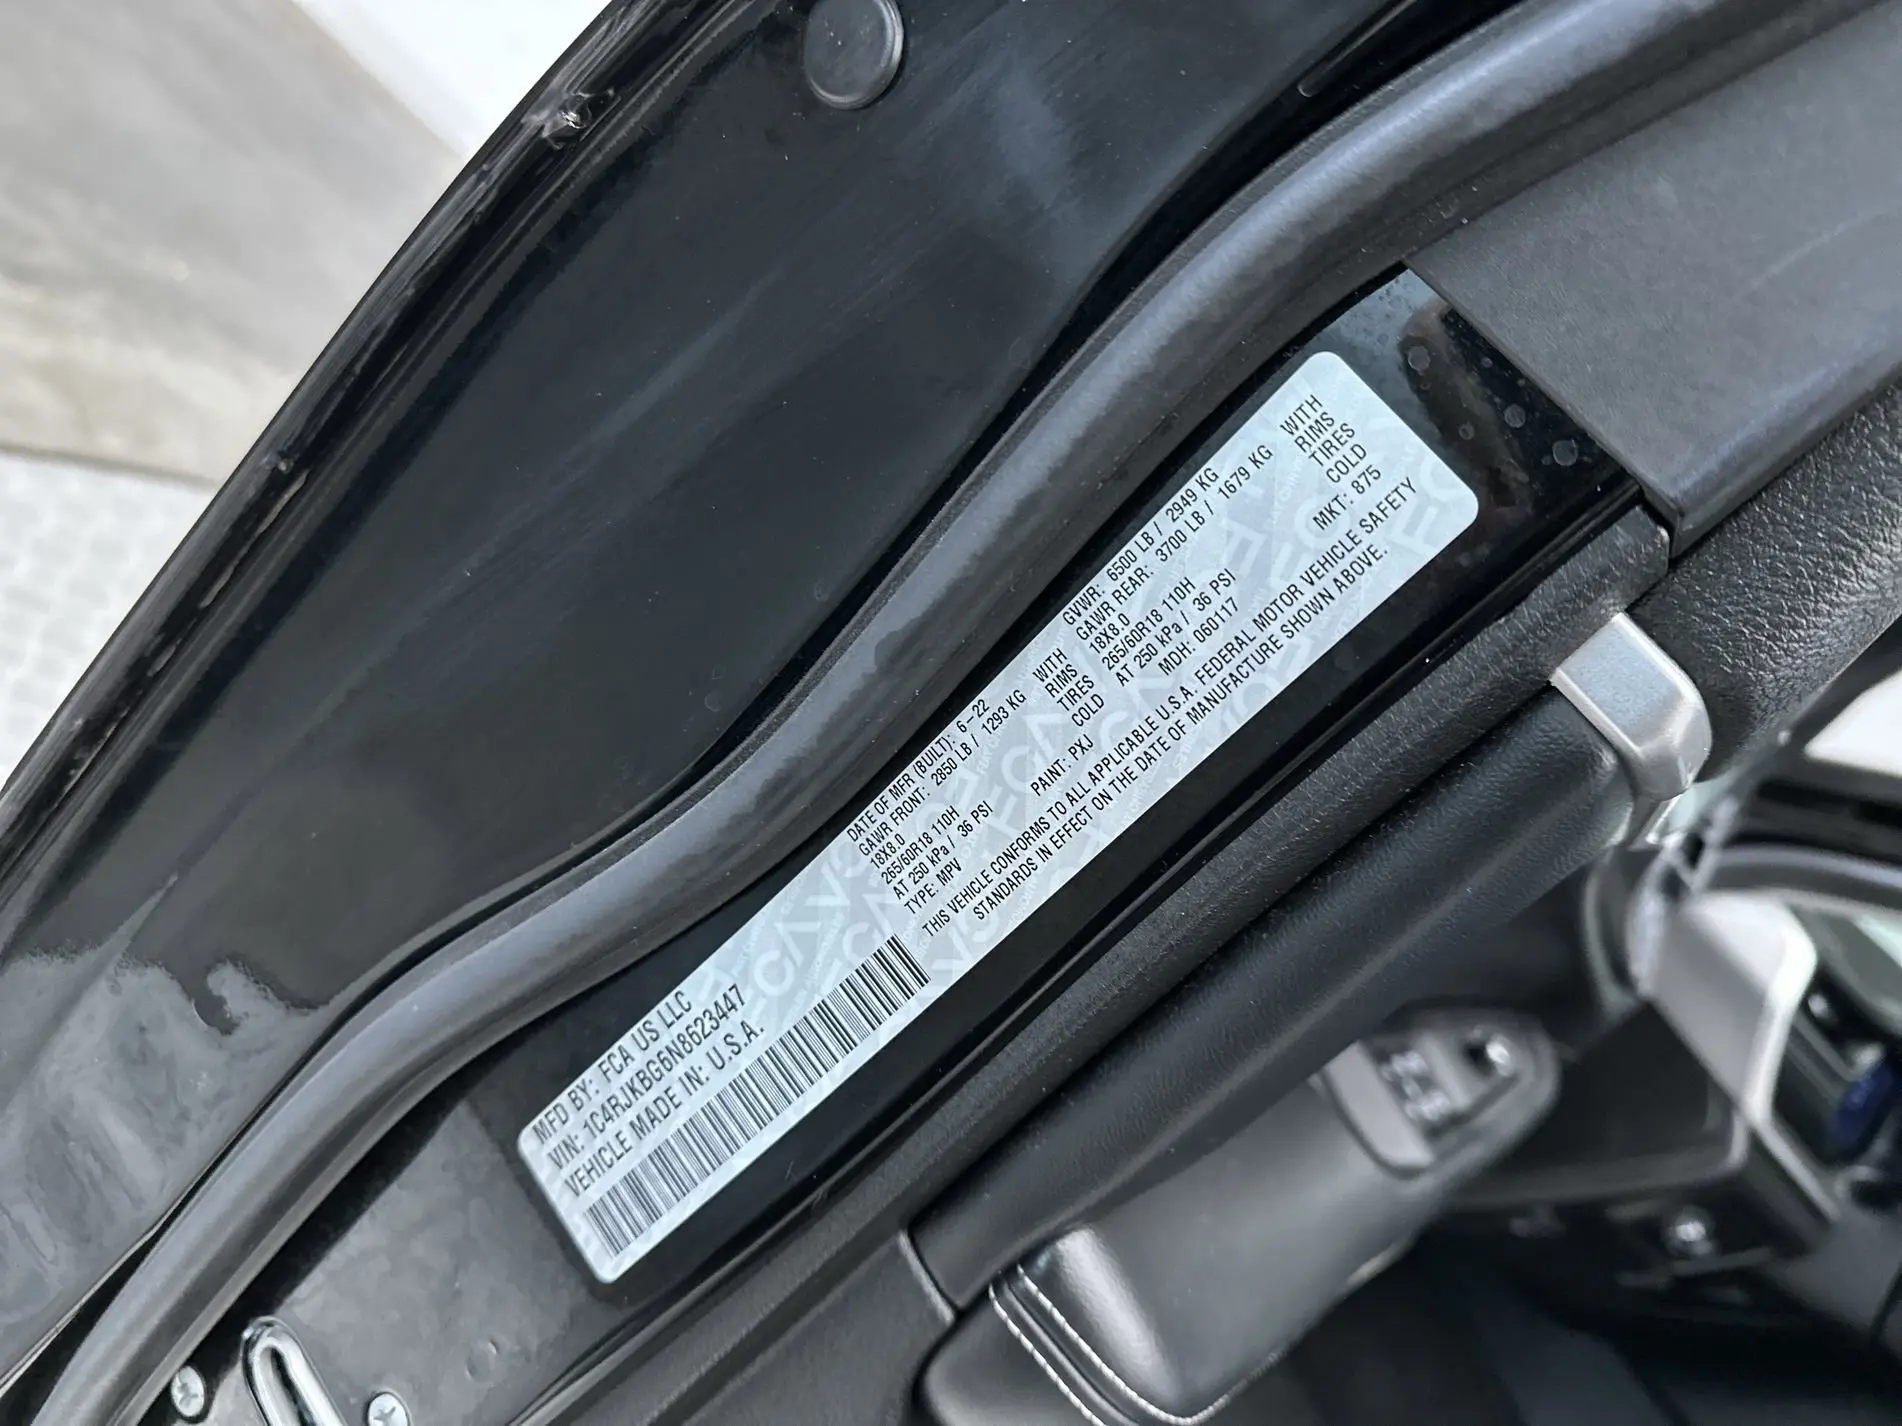 MFD BY: FCA US LLC
VIN: 1C4RJKBG6N8623447
VEHICLE MADE IN: U.S.A.
DATE OF MFR (BUILT): 6-22
GAWR FRONT: 2850 LB / 1293 KG WITH
18X8.0 RIMS
265/60R18 110H TIRES
AT 250 kPa / 36 PSI COLD
TYPE: MPV PAINT: PXJ
GVWR: 6500 LB / 2949 KG
GAWR REAR: 3700 LB / 1679 KG WITH
18X8.0 RIMS
265/60R18 110H TIRES
AT 250 kPa / 36 PSI COLD
MDH: 060117 MKT: 875
THIS VEHICLE CONFORMS TO ALL APPLICABLE U.S.A. FEDERAL MOTOR VEHICLE SAFETY
STANDARDS IN EFFECT ON THE DATE OF MANUFACTURE SHOWN ABOVE.